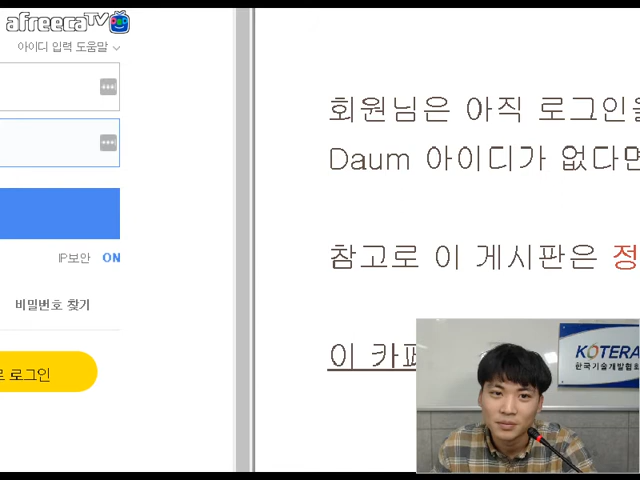 afreecaTV
아이디 입력 도움말
IP보안 ON
비밀번호 찾기
로 로그인
회원님은 아직 로그인을
Daum 아이디가 없다면
참고로 이 게시판은 정
이 카페
KOTERA
한국기술개발협회